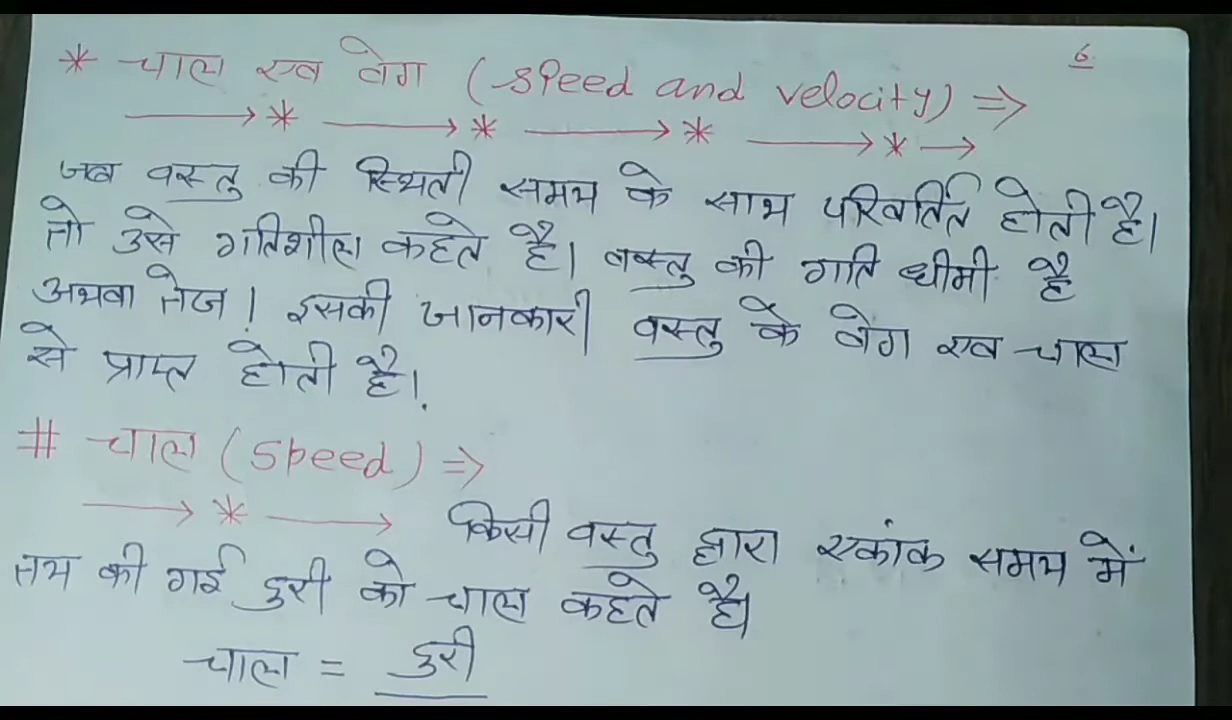 6.
* चाल एव वेग (speed and velocity) =>
जब वस्तु की स्थिती समय के साथ परिवर्तित होती है।
तो उसे गतिशील कहते है। वस्तु की गति धीमी है
अथवा तेज। इसकी जानकारी वस्तु के वेग एव चाल
से प्राप्त होती है।
# चाल (speed) =>
किसी वस्तु द्वारा एकांक समय में
तय की गई दुरी को चाल कहते है।
चाल = दुरी